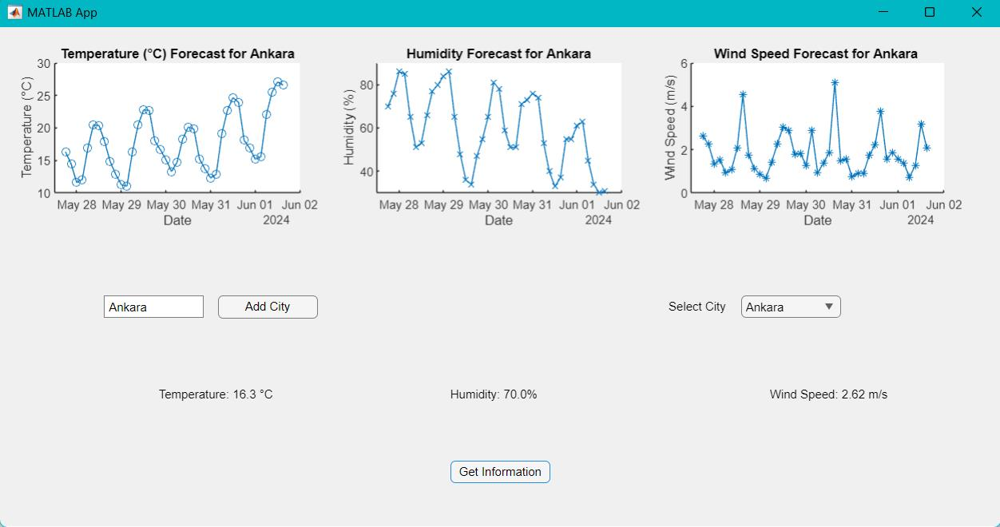 MATLAB App
Temperature (°C) Forecast for Ankara
Temperature (°C)
30
25
20
15
10
May 28 May 29 May 30 May 31 Jun 01 Jun 02
Date
2024
Humidity Forecast for Ankara
Humidity (%)
80
60
40
May 28 May 29 May 30 May 31 Jun 01 Jun 02
Date
2024
Wind Speed Forecast for Ankara
Wind Speed (m/s)
6
4
2
0
May 28 May 29 May 30 May 31 Jun 01 Jun 02
Date
2024
Ankara
Add City
Select City
Ankara
Temperature: 16.3 °C
Humidity: 70.0%
Wind Speed: 2.62 m/s
Get Information